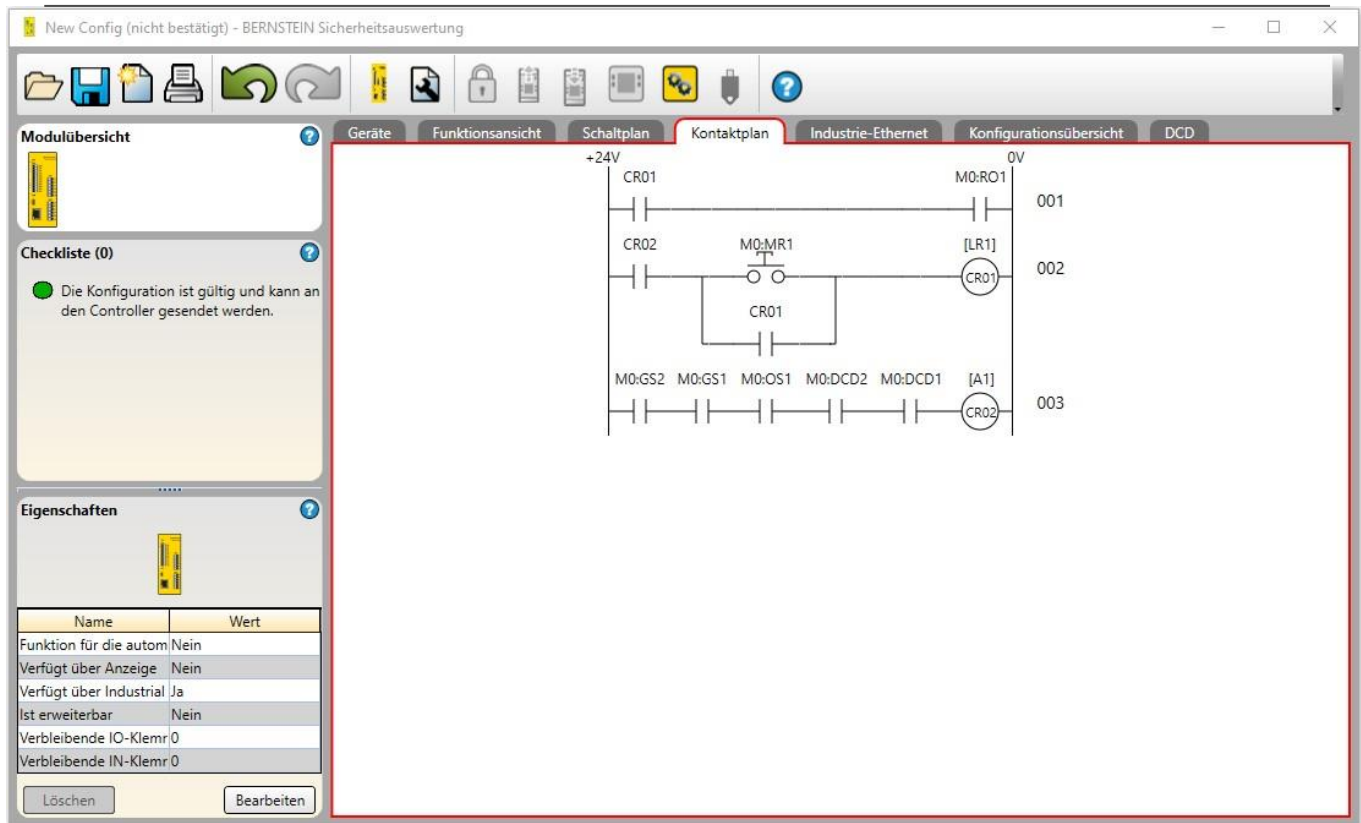 New Config (nicht bestätigt) - BERNSTEIN Sicherheitsauswertung
Modulübersicht
Checkliste (0)
Die Konfiguration ist gültig und kann an
den Controller gesendet werden.
Eigenschaften
Name Wert
Funktion für die autom Nein
Verfügt über Anzeige Nein
Verfügt über Industrial Ja
Ist erweiterbar Nein
Verbleibende IO-Klemr 0
Verbleibende IN-Klemr 0
Löschen Bearbeiten
Geräte Funktionsansicht Schaltplan Kontaktplan Industrie-Ethernet Konfigurationsübersicht DCD
+24V 0V
CR01 M0:RO1
001
CR02 M0:MR1 [LR1]
CR01 002
CR01
M0:GS2 M0:GS1 M0:OS1 M0:DCD2 M0:DCD1 [A1]
CR02 003